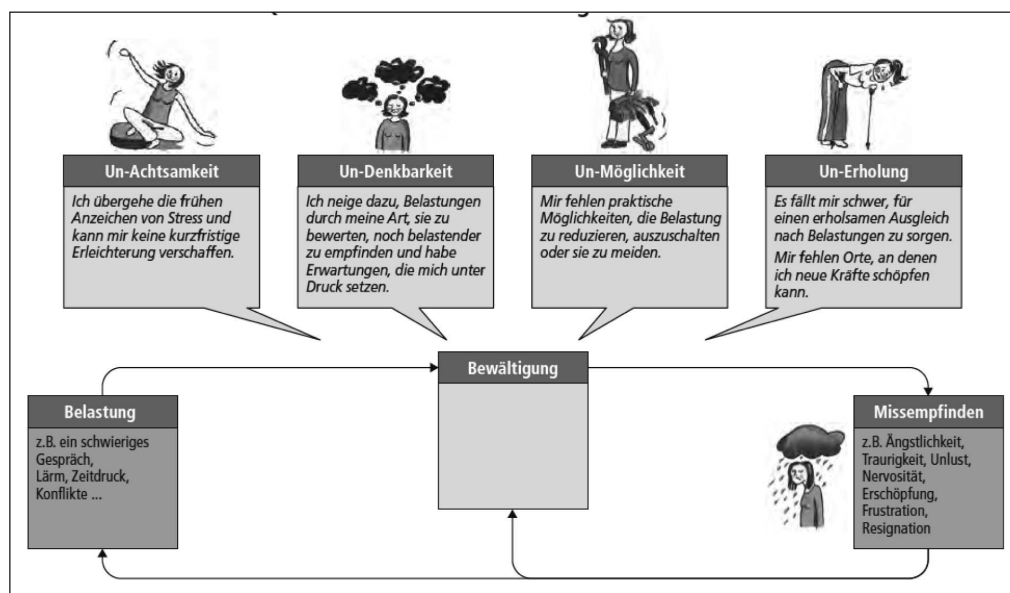 Un-Achtsamkeit
Ich übergehe die frühen
Anzeichen von Stress und
kann mir keine kurzfristige
Erleichterung verschaffen.
Un-Denkbarkeit
Ich neige dazu, Belastungen
durch meine Art, sie zu
bewerten, noch belastender
zu empfinden und habe
Erwartungen, die mich unter
Druck setzen.
Un-Möglichkeit
Mir fehlen praktische
Möglichkeiten, die Belastung
zu reduzieren, auszuschalten
oder sie zu meiden.
Un-Erholung
Es fällt mir schwer, für
einen erholsamen Ausgleich
nach Belastungen zu sorgen.
Mir fehlen Orte, an denen
ich neue Kräfte schöpfen
kann.
Bewältigung
Belastung
z.B. ein schwieriges
Gespräch,
Lärm, Zeitdruck,
Konflikte ...
Missempfinden
z.B. Ängstlichkeit,
Traurigkeit, Unlust,
Nervosität,
Erschöpfung,
Frustration,
Resignation